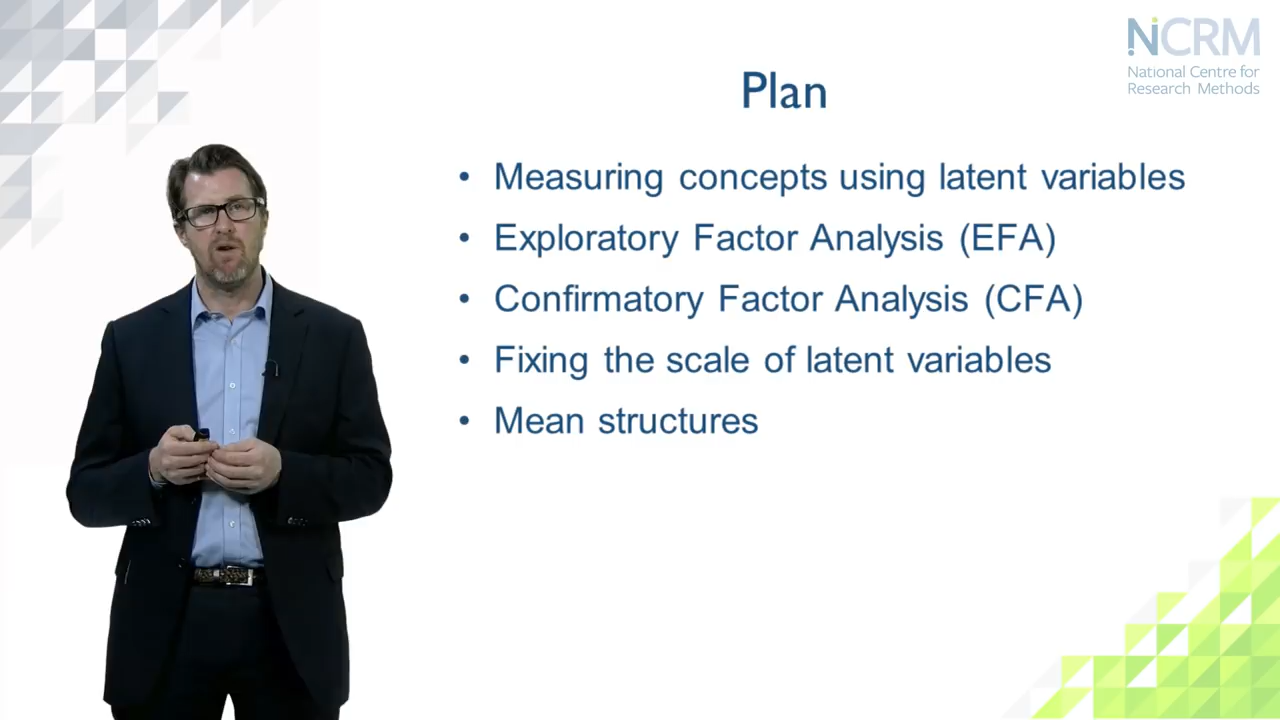 NCRM
National Centre for
Research Methods
Plan
• Measuring concepts using latent variables
• Exploratory Factor Analysis (EFA)
• Confirmatory Factor Analysis (CFA)
• Fixing the scale of latent variables
• Mean structures